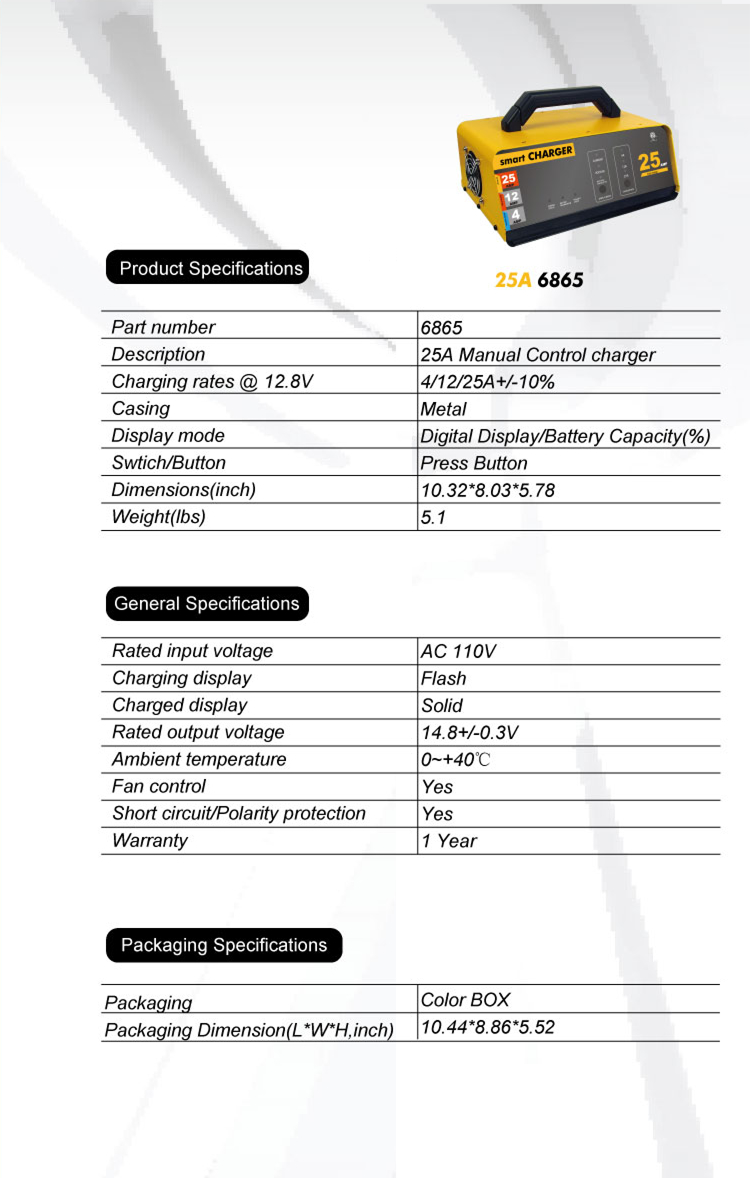 smart CHARGER
25
25
12
4
Product Specifications
25A 6865
Part number 6865
Description 25A Manual Control charger
Charging rates @ 12.8V 4/12/25A+/-10%
Casing Metal
Display mode Digital Display/Battery Capacity(%)
Swtich/Button Press Button
Dimensions(inch) 10.32*8.03*5.78
Weight(lbs) 5.1
General Specifications
Rated input voltage AC 110V
Charging display Flash
Charged display Solid
Rated output voltage 14.8+/-0.3V
Ambient temperature 0~+40℃
Fan control Yes
Short circuit/Polarity protection Yes
Warranty 1 Year
Packaging Specifications
Packaging Color BOX
Packaging Dimension(L*W*H,inch) 10.44*8.86*5.52